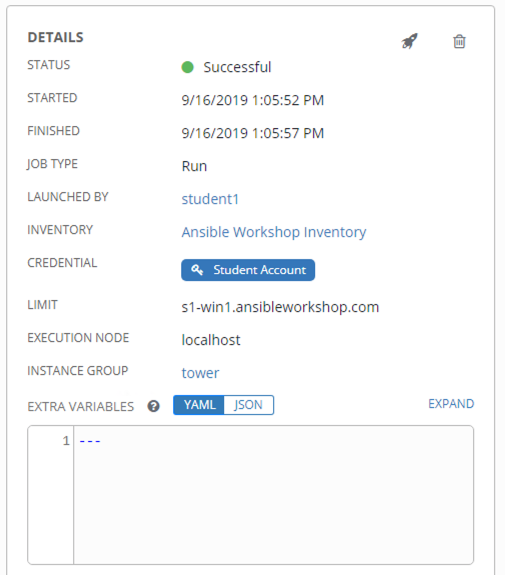 DETAILS
STATUS Successful
STARTED 9/16/2019 1:05:52 PM
FINISHED 9/16/2019 1:05:57 PM
JOB TYPE Run
LAUNCHED BY student1
INVENTORY Ansible Workshop Inventory
CREDENTIAL Student Account
LIMIT s1-win1.ansibleworkshop.com
EXECUTION NODE localhost
INSTANCE GROUP tower
EXTRA VARIABLES ? YAML JSON EXPAND
1 ---